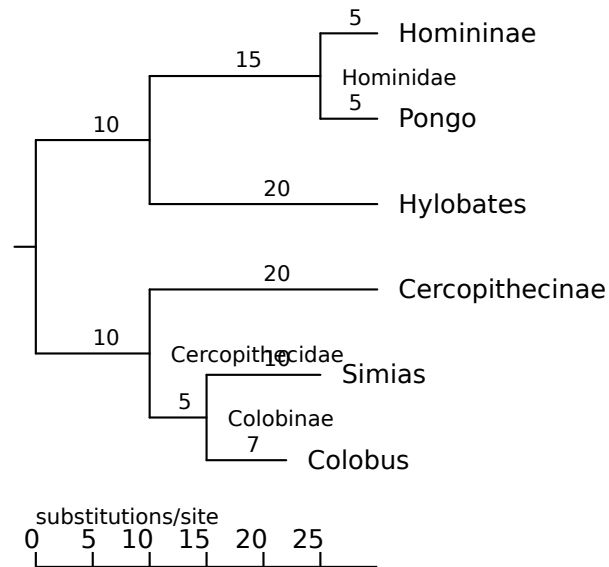 5
Homininae
15
Hominidae
5
Pongo
10
20
Hylobates
20
Cercopithecinae
10
Cercopithecidae
10
Simias
5
Colobinae
7
Colobus
substitutions/site
0 5 10 15 20 25